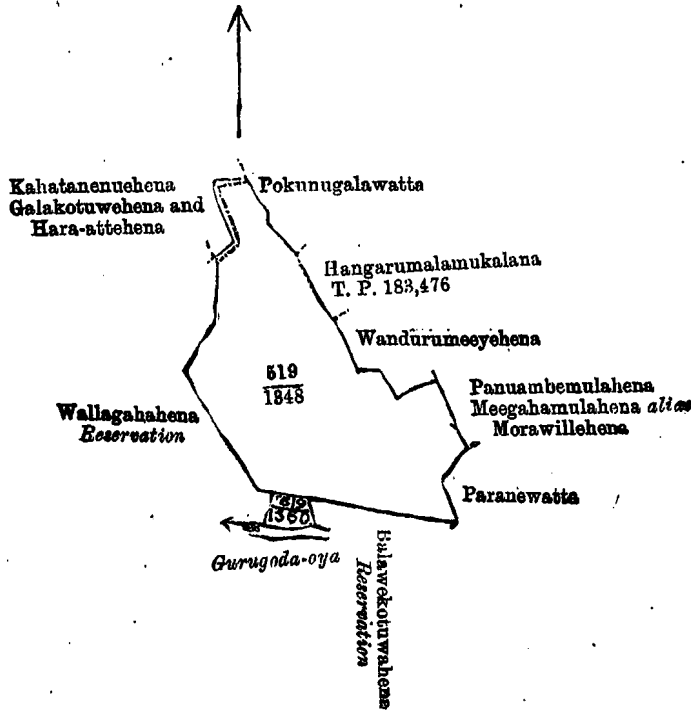 Kahatanenuehena
Galakotuwehena and
Hara-attehena
Pokunugalawatta
Hangarumalamukalana
T. P. 183,476
Wandurumeeyehena
519
1848
Panuambemulahena
Meegahamulahena alias
Morawillehena
Wallagahahena
Reservation
Paranewatta
519
1360
Gurugoda-oya
Balawekotuwahena
Reservation